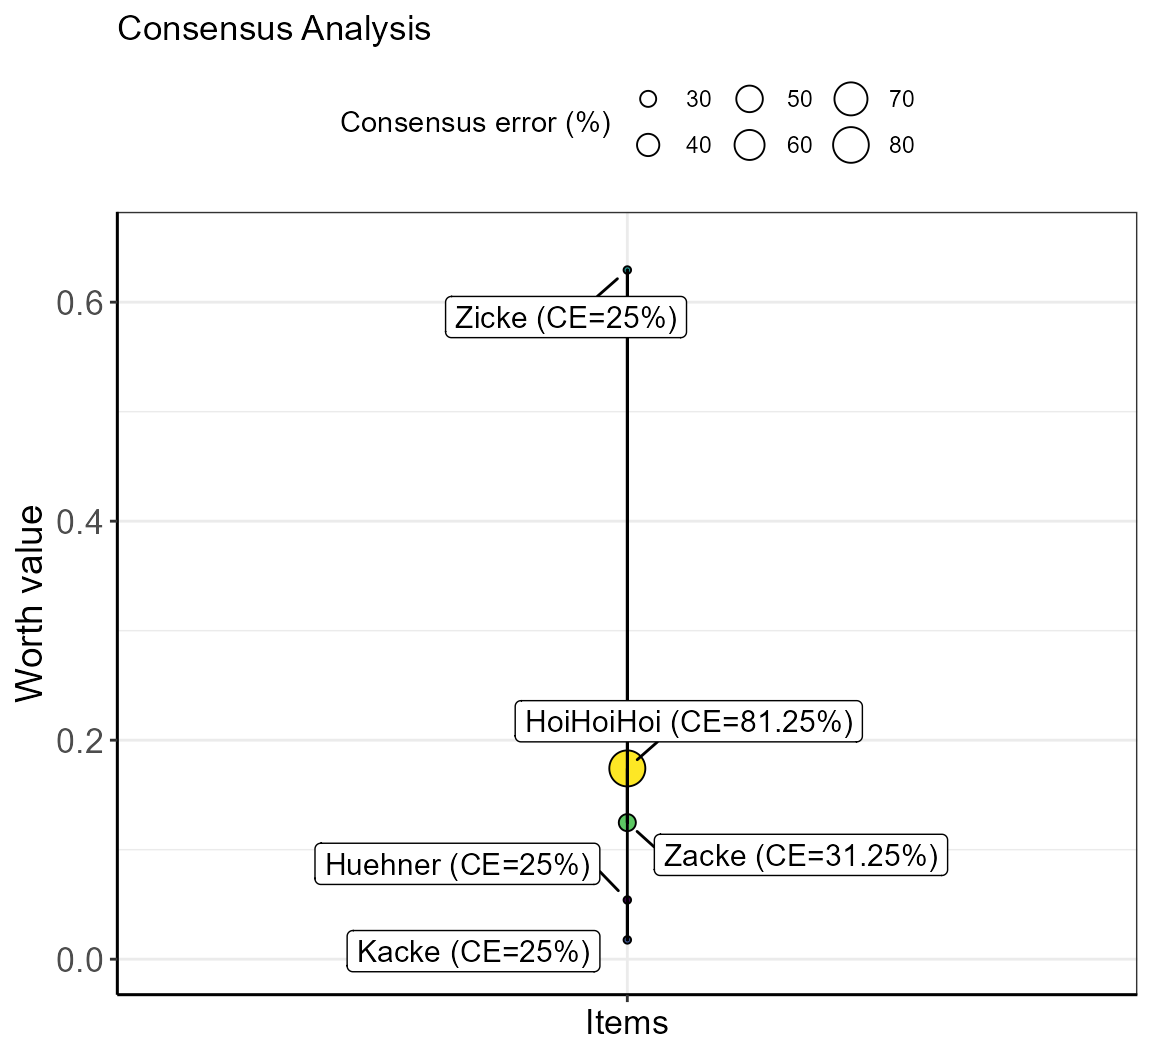 Consensus Analysis
Consensus error (%)
30 50 70
40 60 80
0.6
Zicke (CE=25%)
0.4
Worth value
HoiHoiHoi (CE=81.25%)
0.2
Zacke (CE=31.25%)
Huehner (CE=25%)
Kacke (CE=25%)
0.0
Items